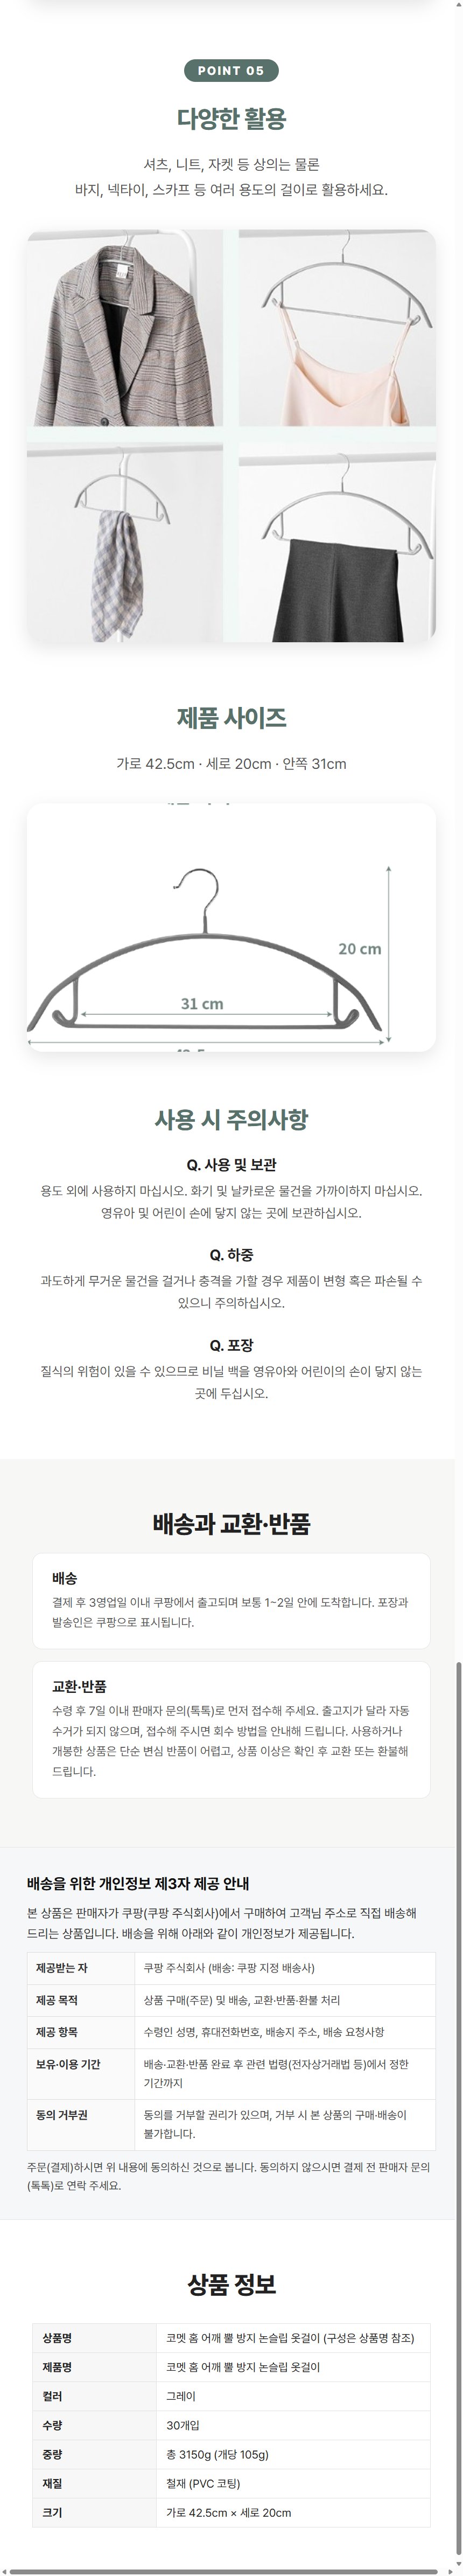 POINT 05
다양한 활용
셔츠, 니트, 자켓 등 상의는 물론
바지, 넥타이, 스카프 등 여러 용도의 걸이로 활용하세요.
제품 사이즈
가로 42.5cm · 세로 20cm · 안쪽 31cm
20 cm
31 cm
사용 시 주의사항
Q. 사용 및 보관
용도 외에 사용하지 마십시오. 화기 및 날카로운 물건을 가까이하지 마십시오.
영유아 및 어린이 손에 닿지 않는 곳에 보관하십시오.
Q. 하중
과도하게 무거운 물건을 걸거나 충격을 가할 경우 제품이 변형 혹은 파손될 수
있으니 주의하십시오.
Q. 포장
질식의 위험이 있을 수 있으므로 비닐 백을 영유아와 어린이의 손이 닿지 않는
곳에 두십시오.
배송과 교환·반품
배송
결제 후 3영업일 이내 쿠팡에서 출고되며 보통 1~2일 안에 도착합니다. 포장과
발송인은 쿠팡으로 표시됩니다.
교환·반품
수령 후 7일 이내 판매자 문의(톡톡)로 먼저 접수해 주세요. 출고지가 달라 자동
수거가 되지 않으며, 접수해 주시면 회수 방법을 안내해 드립니다. 사용하거나
개봉한 상품은 단순 변심 반품이 어렵고, 상품 이상은 확인 후 교환 또는 환불해
드립니다.
배송을 위한 개인정보 제3자 제공 안내
본 상품은 판매자가 쿠팡(쿠팡 주식회사)에서 구매하여 고객님 주소로 직접 배송해
드리는 상품입니다. 배송을 위해 아래와 같이 개인정보가 제공됩니다.
제공받는 자 쿠팡 주식회사 (배송: 쿠팡 지정 배송사)
제공 목적 상품 구매(주문) 및 배송, 교환·반품·환불 처리
제공 항목 수령인 성명, 휴대전화번호, 배송지 주소, 배송 요청사항
보유·이용 기간 배송·교환·반품 완료 후 관련 법령(전자상거래법 등)에서 정한
기간까지
동의 거부권 동의를 거부할 권리가 있으며, 거부 시 본 상품의 구매·배송이
불가합니다.
주문(결제)하시면 위 내용에 동의하신 것으로 봅니다. 동의하지 않으시면 결제 전 판매자 문의
(톡톡)로 연락 주세요.
상품 정보
상품명 코멧 홈 어깨 뿔 방지 논슬립 옷걸이 (구성은 상품명 참조)
제품명 코멧 홈 어깨 뿔 방지 논슬립 옷걸이
컬러 그레이
수량 30개입
중량 총 3150g (개당 105g)
재질 철재 (PVC 코팅)
크기 가로 42.5cm × 세로 20cm